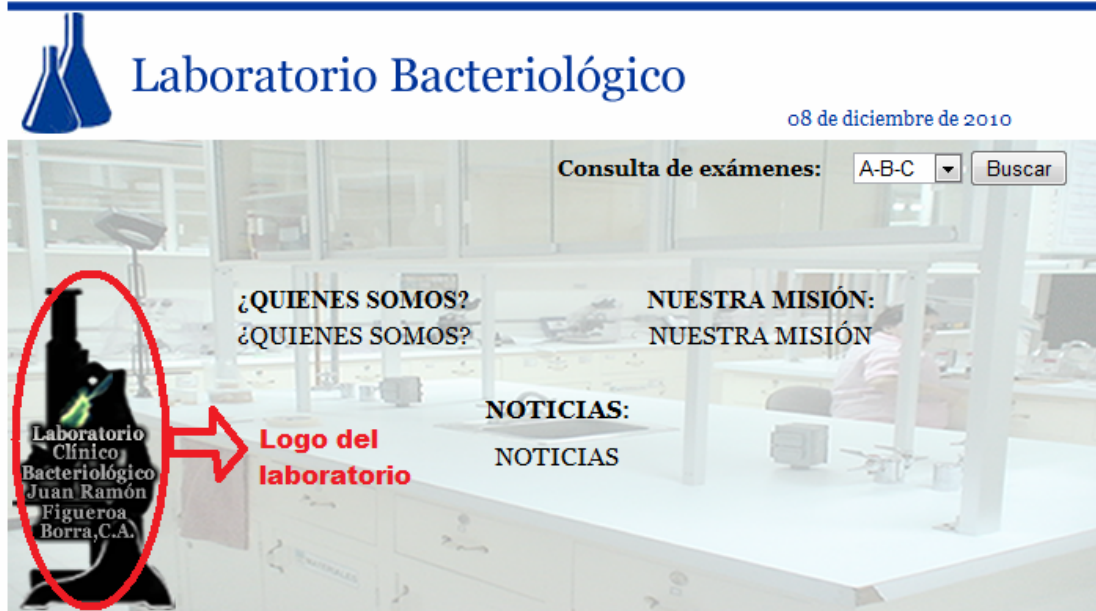 Laboratorio Bacteriológico
08 de diciembre de 2010
Consulta de exámenes: A-B-C Buscar
¿QUIENES SOMOS? NUESTRA MISIÓN:
¿QUIENES SOMOS? NUESTRA MISIÓN
NOTICIAS:
NOTICIAS
Laboratorio
Clínico
Bacteriológico
Juan Ramón
Figueroa
Borra,C.A.
Logo del
laboratorio
MATERIALES